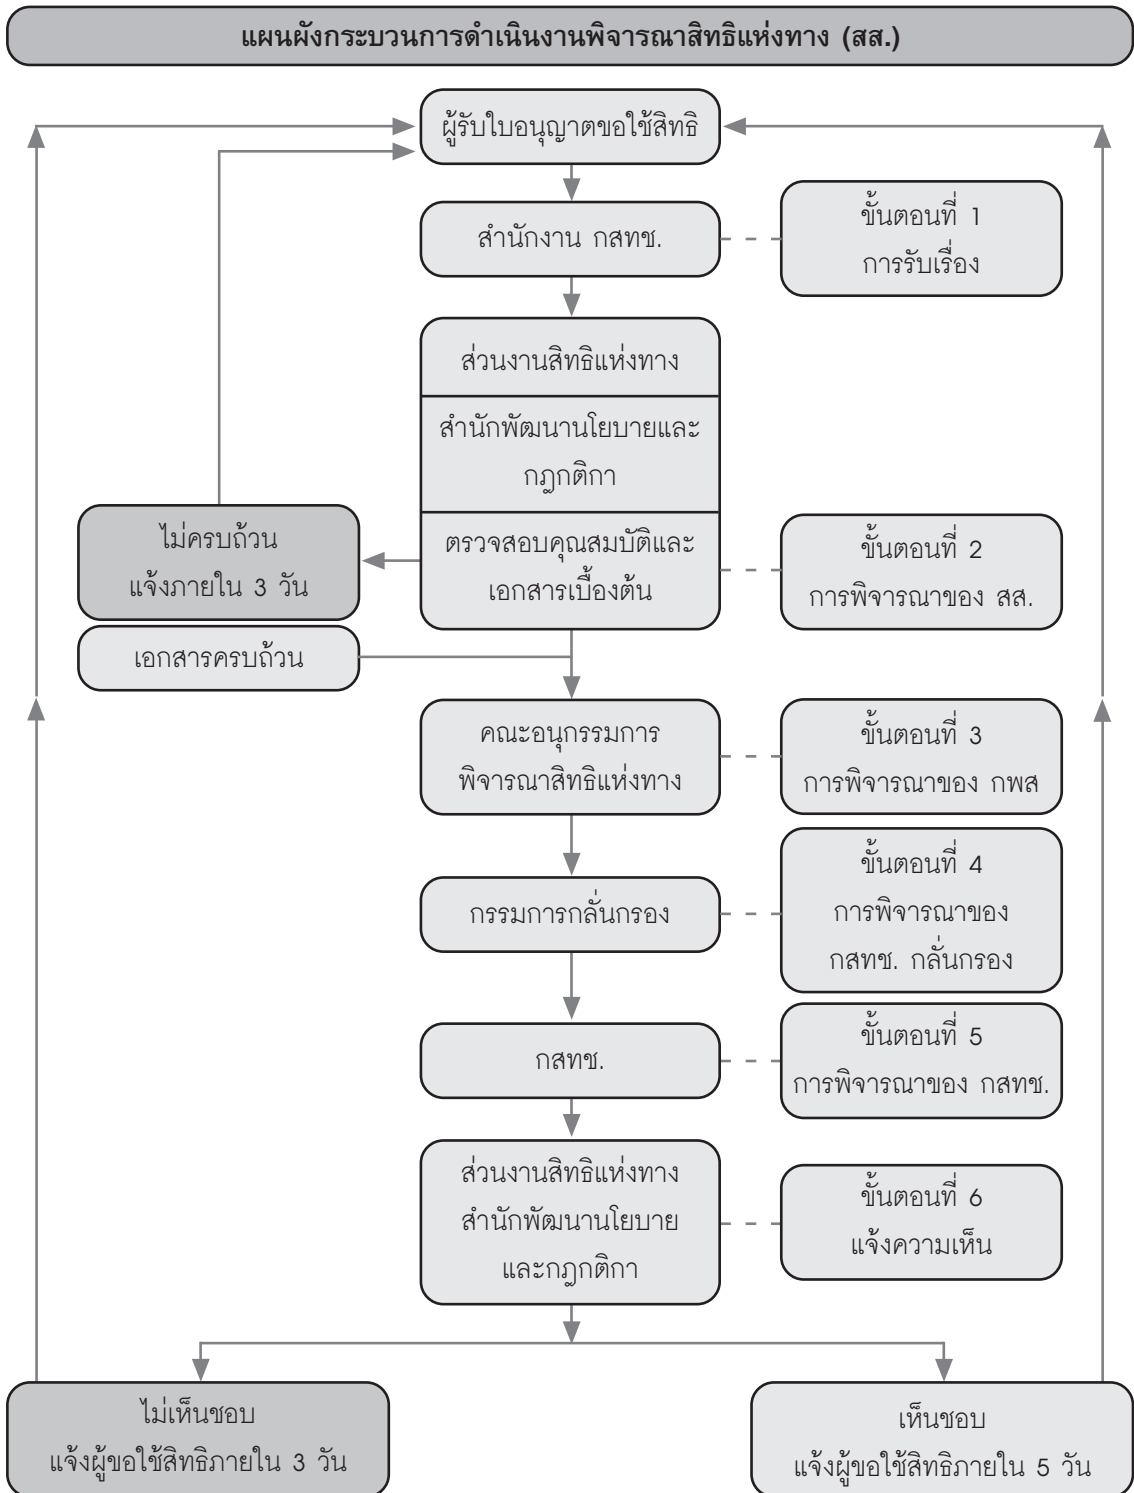 แผนผังกระบวนการดำเนินงานพิจารณาสิทธิแห่งทาง (สส.)
ผู้รับใบอนุญาตขอใช้สิทธิ
สำนักงาน กสทช.
ขั้นตอนที่ 1
การรับเรื่อง
ส่วนงานสิทธิแห่งทาง
สำนักพัฒนานโยบายและ
กฎกติกา
ตรวจสอบคุณสมบัติและ
เอกสารเบื้องต้น
ไม่ครบถ้วน
แจ้งภายใน 3 วัน
ขั้นตอนที่ 2
การพิจารณาของ สส.
เอกสารครบถ้วน
คณะอนุกรรมการ
พิจารณาสิทธิแห่งทาง
ขั้นตอนที่ 3
การพิจารณาของ กพส
กรรมการกลั่นกรอง
ขั้นตอนที่ 4
การพิจารณาของ
กสทช. กลั่นกรอง
กสทช.
ขั้นตอนที่ 5
การพิจารณาของ กสทช.
ส่วนงานสิทธิแห่งทาง
สำนักพัฒนานโยบาย
และกฎกติกา
ขั้นตอนที่ 6
แจ้งความเห็น
ไม่เห็นชอบ
แจ้งผู้ขอใช้สิทธิภายใน 3 วัน
เห็นชอบ
แจ้งผู้ขอใช้สิทธิภายใน 5 วัน